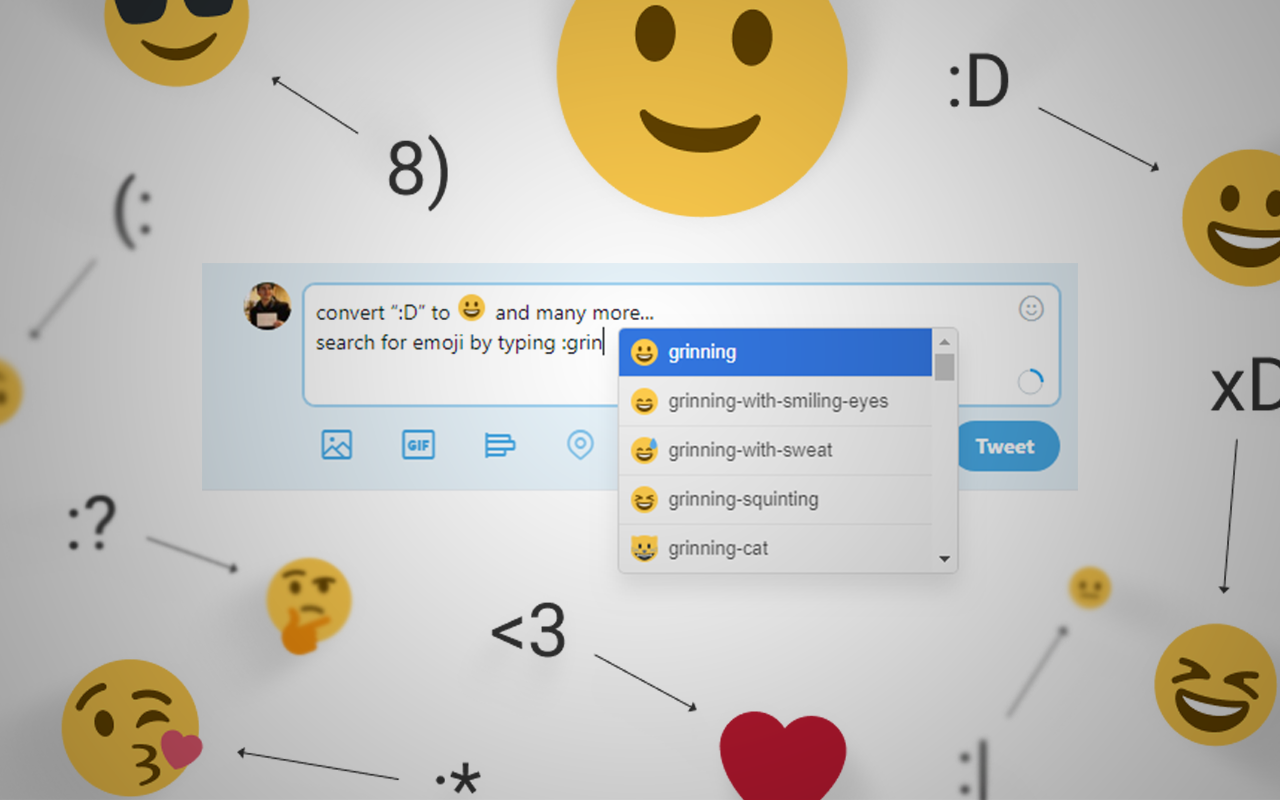 :D
8)
(:
convert “:D” to 😃 and many more...
search for emoji by typing :grin
grinning
grinning-with-smiling-eyes
grinning-with-sweat
grinning-squinting
grinning-cat
GIF
Tweet
xD
:?
<3
:|
:*